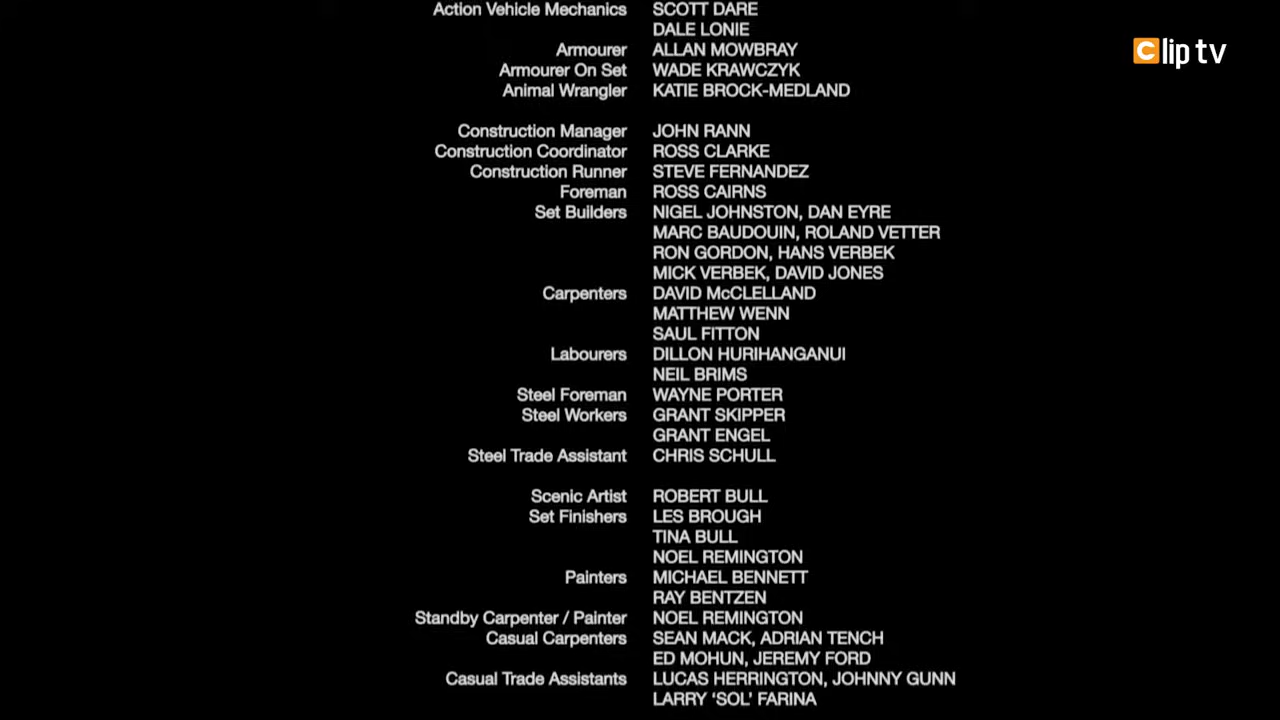 Action Vehicle Mechanics SCOTT DARE
DALE LONIE
Clip tv
Armourer ALLAN MOWBRAY
Armourer On Set WADE KRAWCZYK
Animal Wrangler KATIE BROCK-MEDLAND
Construction Manager JOHN RANN
Construction Coordinator ROSS CLARKE
Construction Runner STEVE FERNANDEZ
Foreman ROSS CAIRNS
Set Builders NIGEL JOHNSTON, DAN EYRE
MARC BAUDOUIN, ROLAND VETTER
RON GORDON, HANS VERBEK
MICK VERBEK, DAVID JONES
Carpenters DAVID McCLELLAND
MATTHEW WENN
SAUL FITTON
Labourers DILLON HURIHANGANUI
NEIL BRIMS
Steel Foreman WAYNE PORTER
Steel Workers GRANT SKIPPER
GRANT ENGEL
Steel Trade Assistant CHRIS SCHULL
Scenic Artist ROBERT BULL
Set Finishers LES BROUGH
TINA BULL
NOEL REMINGTON
Painters MICHAEL BENNETT
RAY BENTZEN
Standby Carpenter / Painter NOEL REMINGTON
Casual Carpenters SEAN MACK, ADRIAN TENCH
ED MOHUN, JEREMY FORD
Casual Trade Assistants LUCAS HERRINGTON, JOHNNY GUNN
LARRY ‘SOL’ FARINA